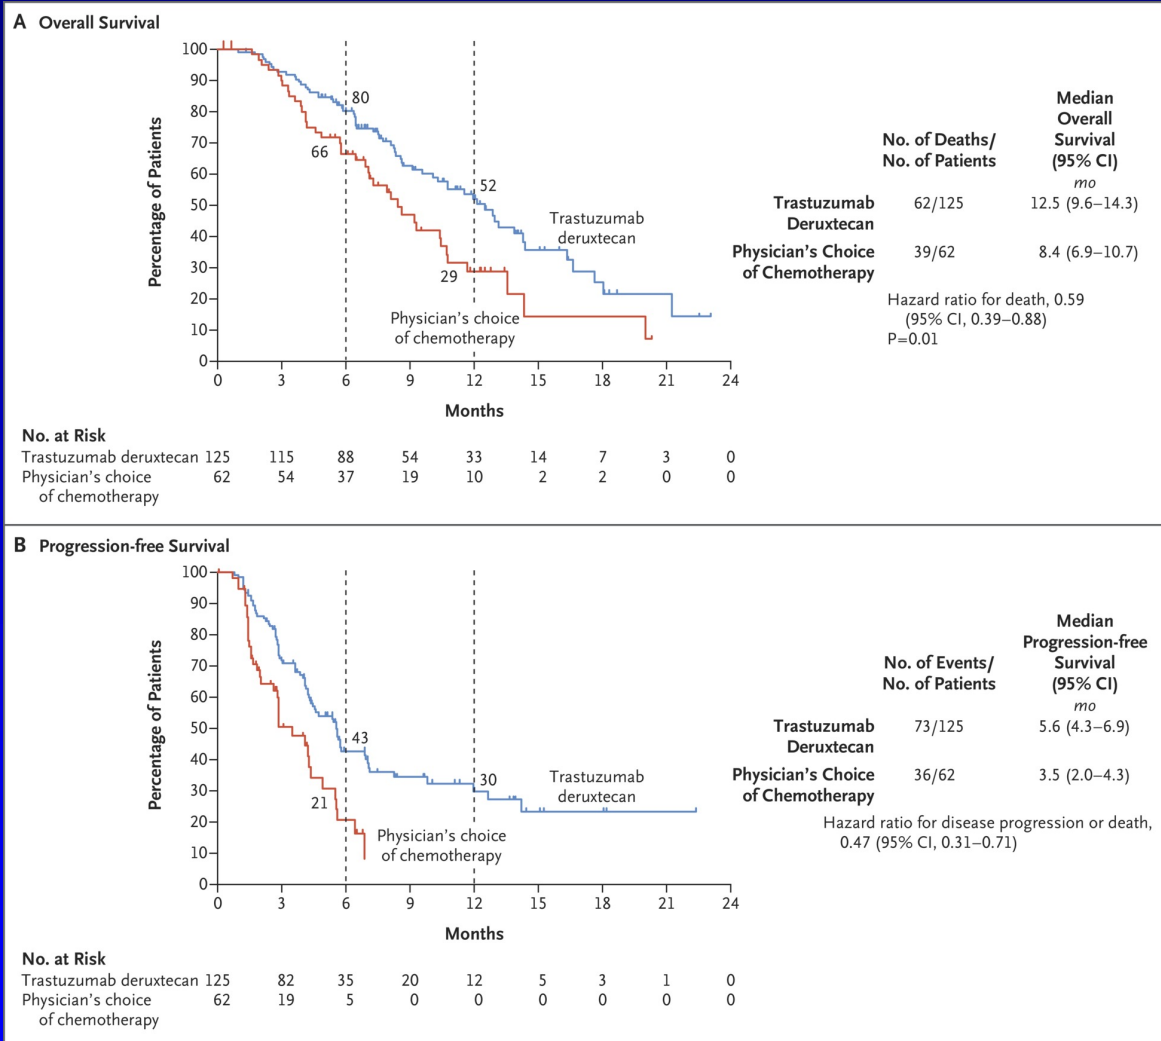 A Overall Survival
100
90
80
70
60
50
40
30
20
10
0
Percentage of Patients
80
66
52
29
Trastuzumab
deruxtecan
Physician's choice
of chemotherapy
0 3 6 9 12 15 18 21 24
Months
No. of Deaths/
No. of Patients
Median
Overall
Survival
(95% CI)
mo
Trastuzumab
Deruxtecan
62/125 12.5 (9.6–14.3)
Physician's Choice
of Chemotherapy
39/62 8.4 (6.9–10.7)
Hazard ratio for death, 0.59
(95% CI, 0.39–0.88)
P=0.01
No. at Risk
Trastuzumab deruxtecan 125 115 88 54 33 14 7 3 0
Physician's choice 62 54 37 19 10 2 2 0 0
of chemotherapy
B Progression-free Survival
100
90
80
70
60
50
40
30
20
10
0
Percentage of Patients
43
21
30
Trastuzumab
deruxtecan
Physician's choice
of chemotherapy
0 3 6 9 12 15 18 21 24
Months
No. of Events/
No. of Patients
Median
Progression-free
Survival
(95% CI)
mo
Trastuzumab
Deruxtecan
73/125 5.6 (4.3–6.9)
Physician's Choice
of Chemotherapy
36/62 3.5 (2.0–4.3)
Hazard ratio for disease progression or death,
0.47 (95% CI, 0.31–0.71)
No. at Risk
Trastuzumab deruxtecan 125 82 35 20 12 5 3 1 0
Physician's choice 62 19 5 0 0 0 0 0 0
of chemotherapy